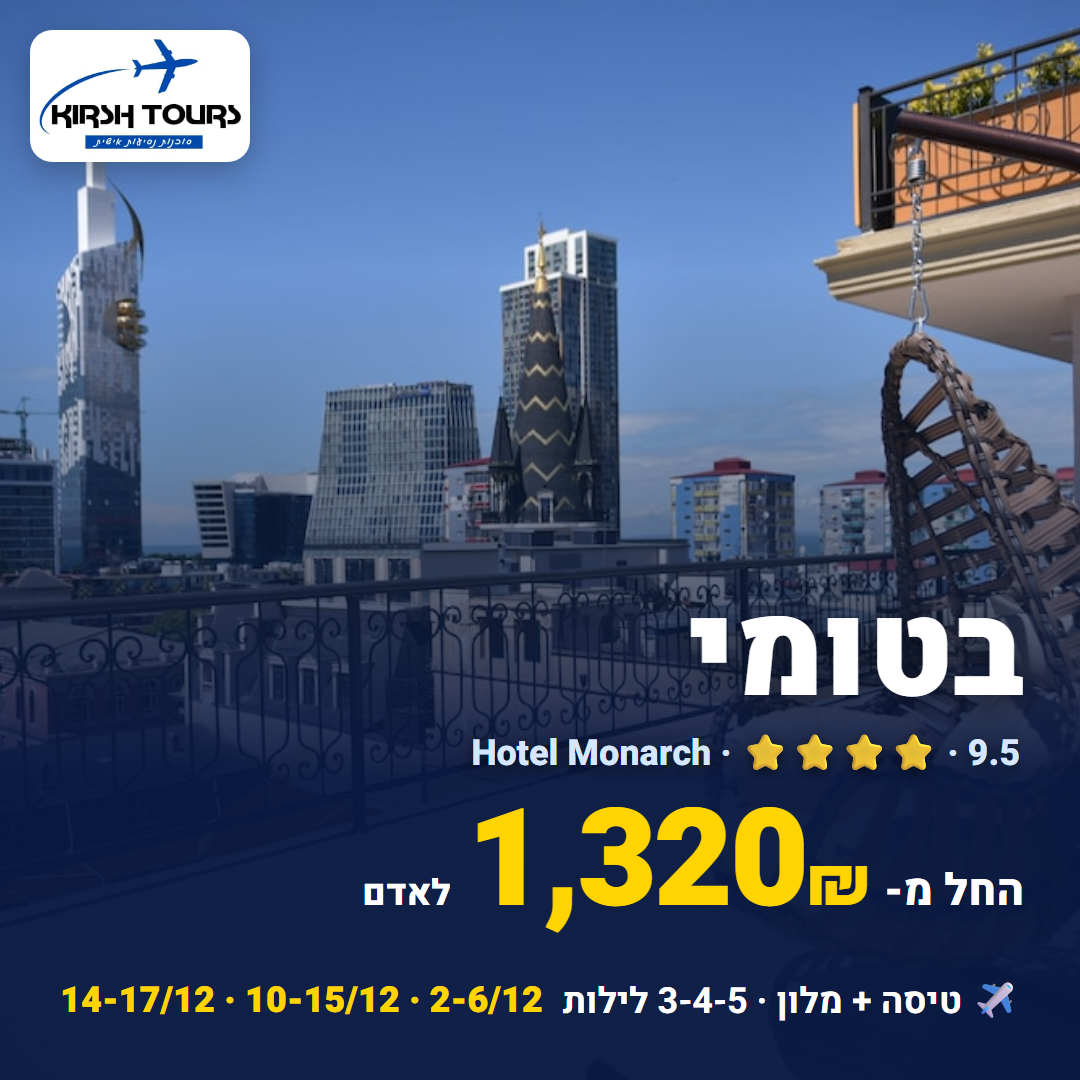 KIRSH TOURS
סוכנות נסיעות אישית
בטומי
Hotel Monarch · ⭐⭐⭐⭐ · 9.5
החל מ- ₪1,320 לאדם
✈️ טיסה + מלון · 3-4-5 לילות 2-6/12 · 10-15/12 · 14-17/12